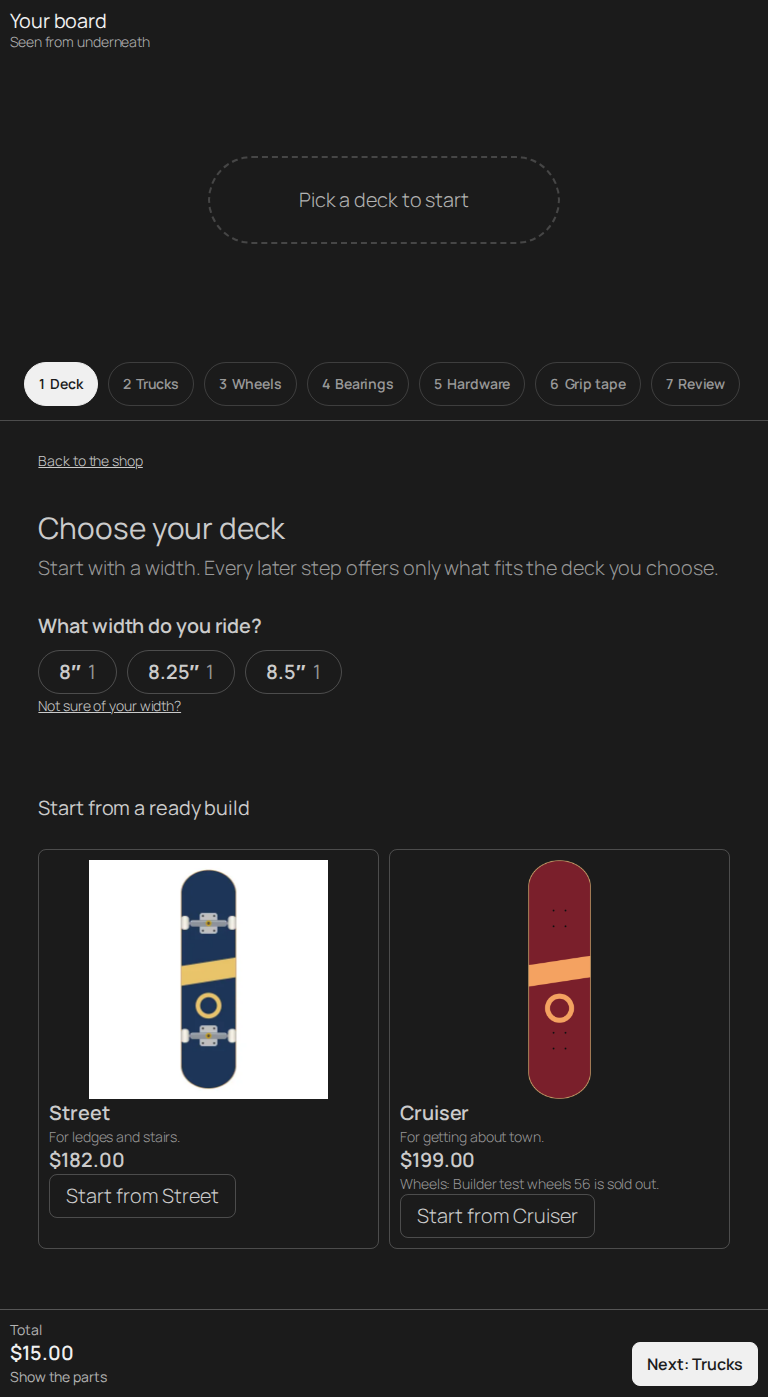 Your board
Seen from underneath
Pick a deck to start
1 Deck 2 Trucks 3 Wheels 4 Bearings 5 Hardware 6 Grip tape 7 Review
Back to the shop
Choose your deck
Start with a width. Every later step offers only what fits the deck you choose.
What width do you ride?
8″ 1 8.25″ 1 8.5″ 1
Not sure of your width?
Start from a ready build
Street
For ledges and stairs.
$182.00
Start from Street
Cruiser
For getting about town.
$199.00
Wheels: Builder test wheels 56 is sold out.
Start from Cruiser
Total
$15.00
Show the parts
Next: Trucks